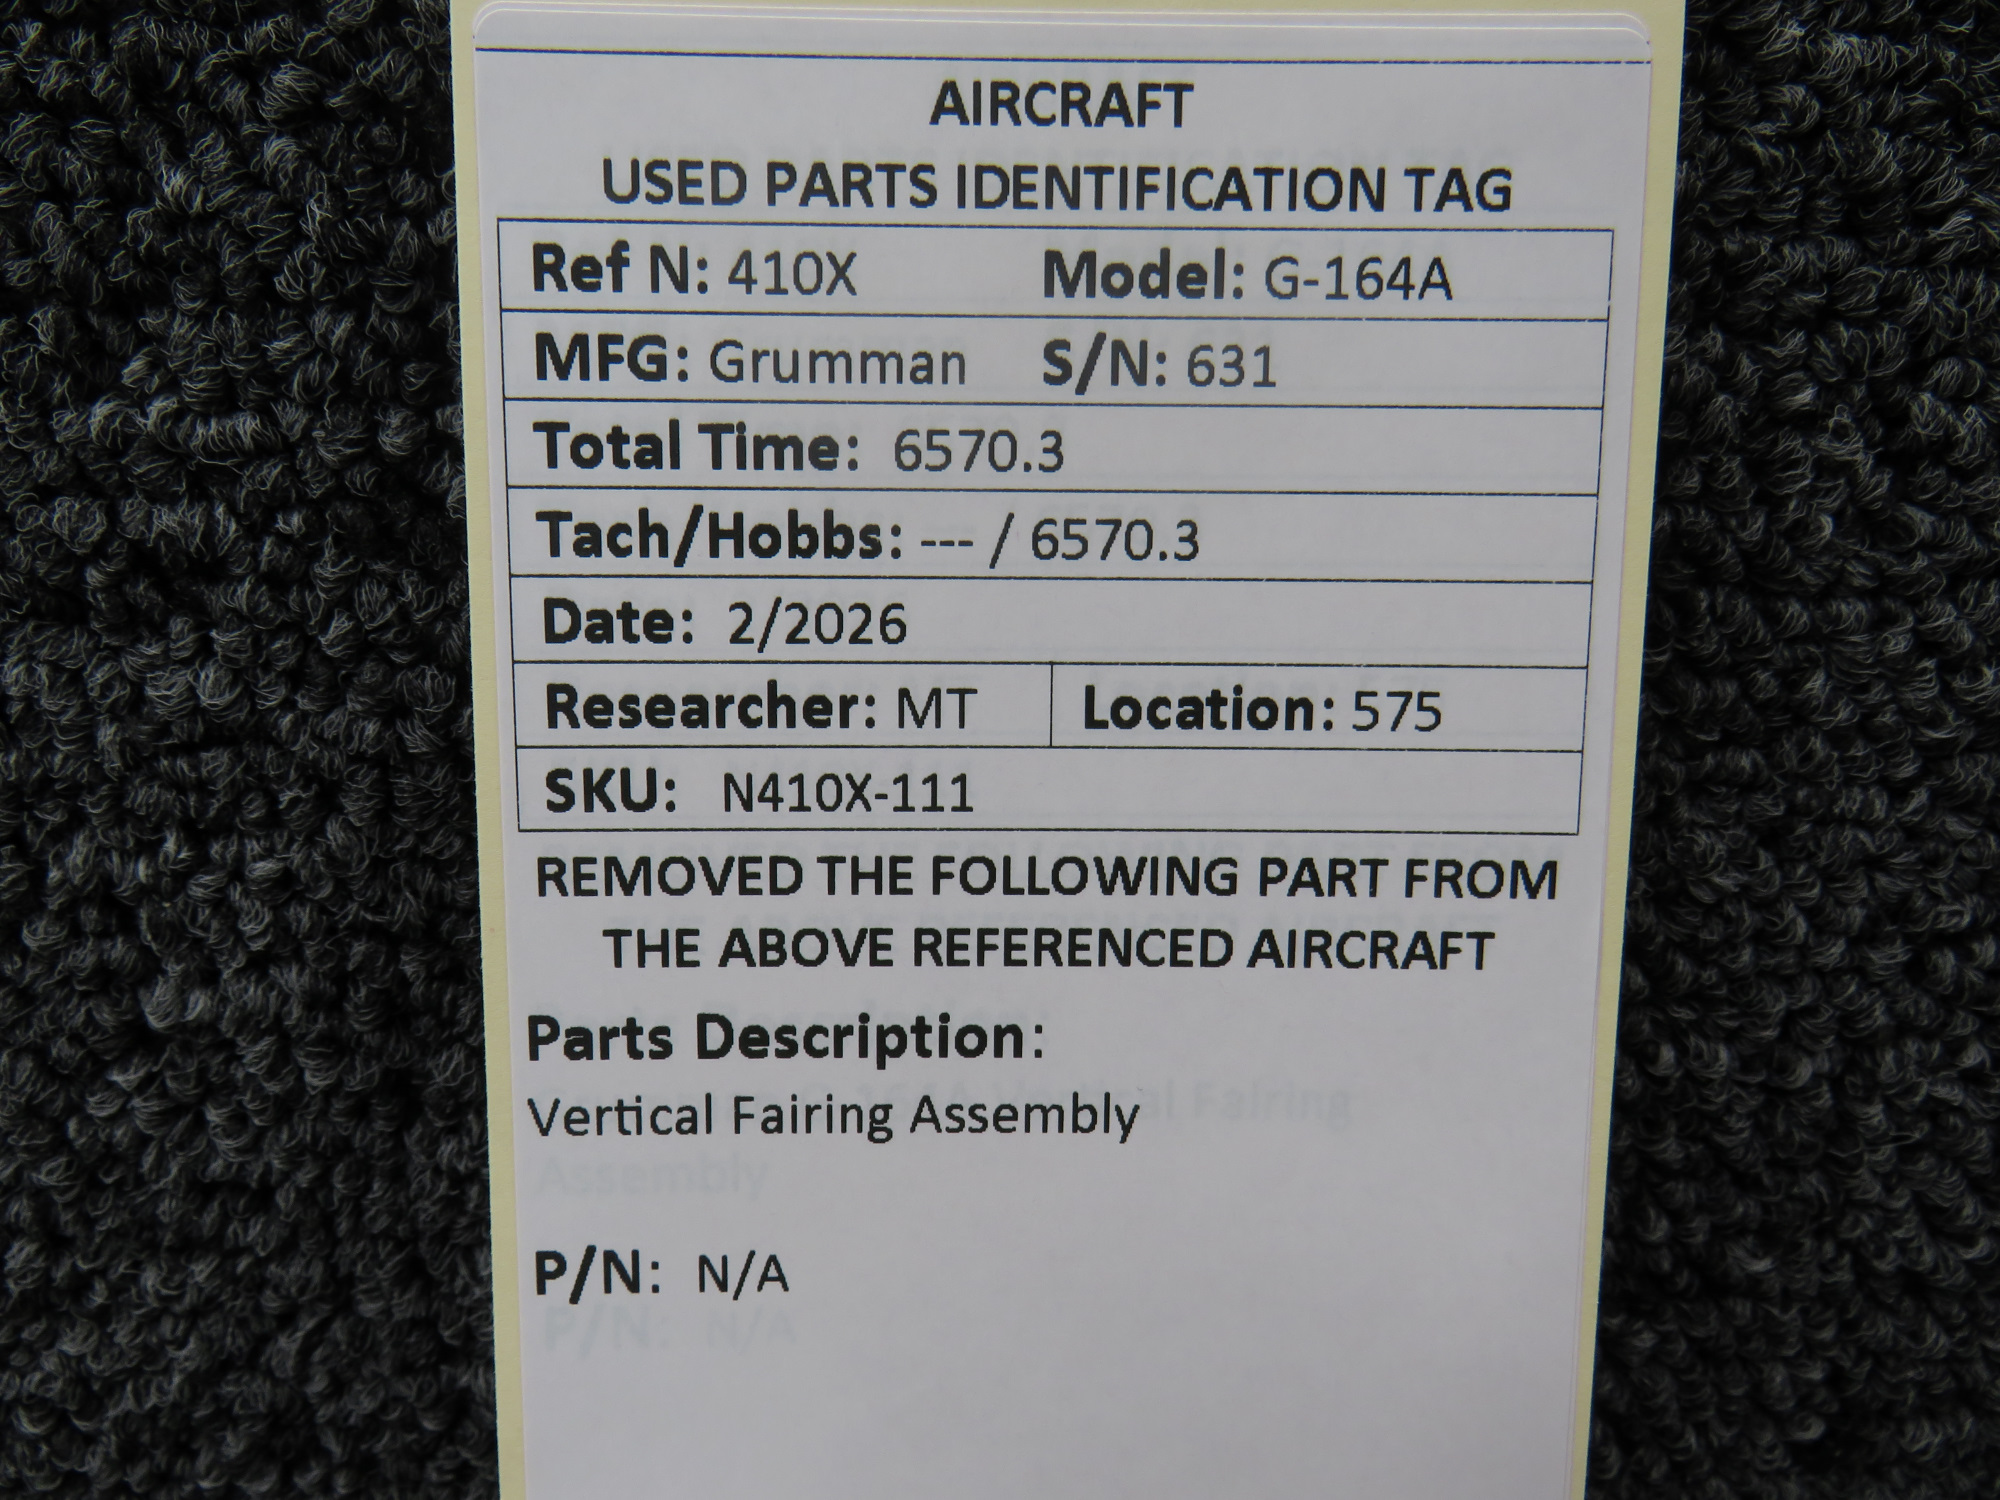 AIRCRAFT
USED PARTS IDENTIFICATION TAG
Ref N: 410X Model: G-164A
MFG: Grumman S/N: 631
Total Time: 6570.3
Tach/Hobbs: --- / 6570.3
Date: 2/2026
Researcher: MT Location: 575
SKU: N410X-111
REMOVED THE FOLLOWING PART FROM
THE ABOVE REFERENCED AIRCRAFT
Parts Description:
Vertical Fairing Assembly
P/N: N/A